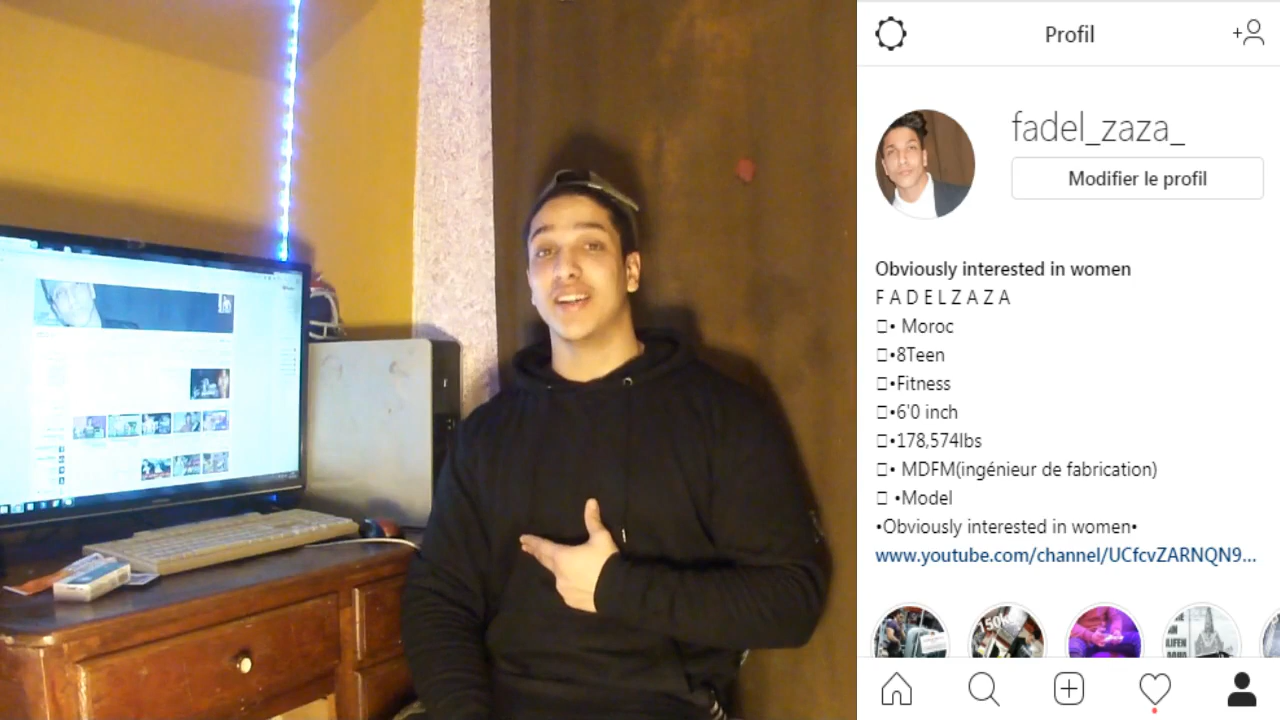 Profil
fadel_zaza_
Modifier le profil
Obviously interested in women
F A D E L Z A Z A
• Moroc
•8Teen
•Fitness
•6'0 inch
•178,574lbs
• MDFM(ingénieur de fabrication)
•Model
•Obviously interested in women•
www.youtube.com/channel/UCfcvZARNQN9...
150k